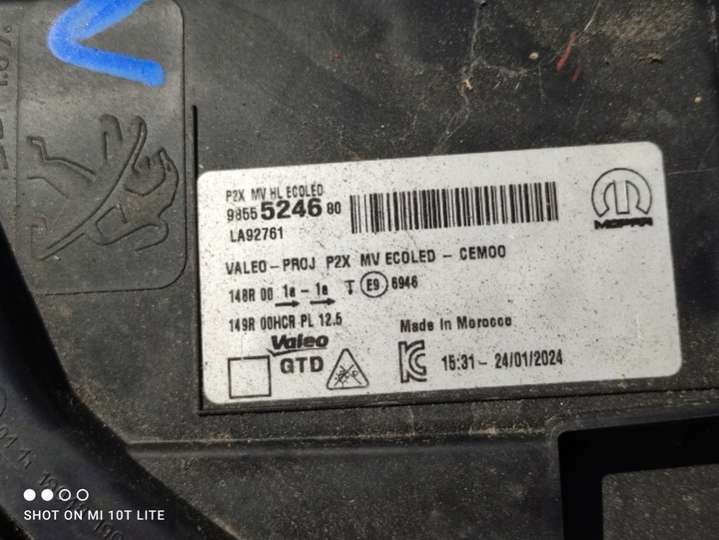 P2X MV HL ECOLED
98555246 80
LA92761
MOPAR
VALEO-PROJ P2X MV ECOLED - CEMOO
148R 00 1a - 1a T E9 6946
149R 00HCR PL 12.5
Made In Morocco
Valeo
GTD
15:31 - 24/01/2024
SHOT ON MI 10T LITE